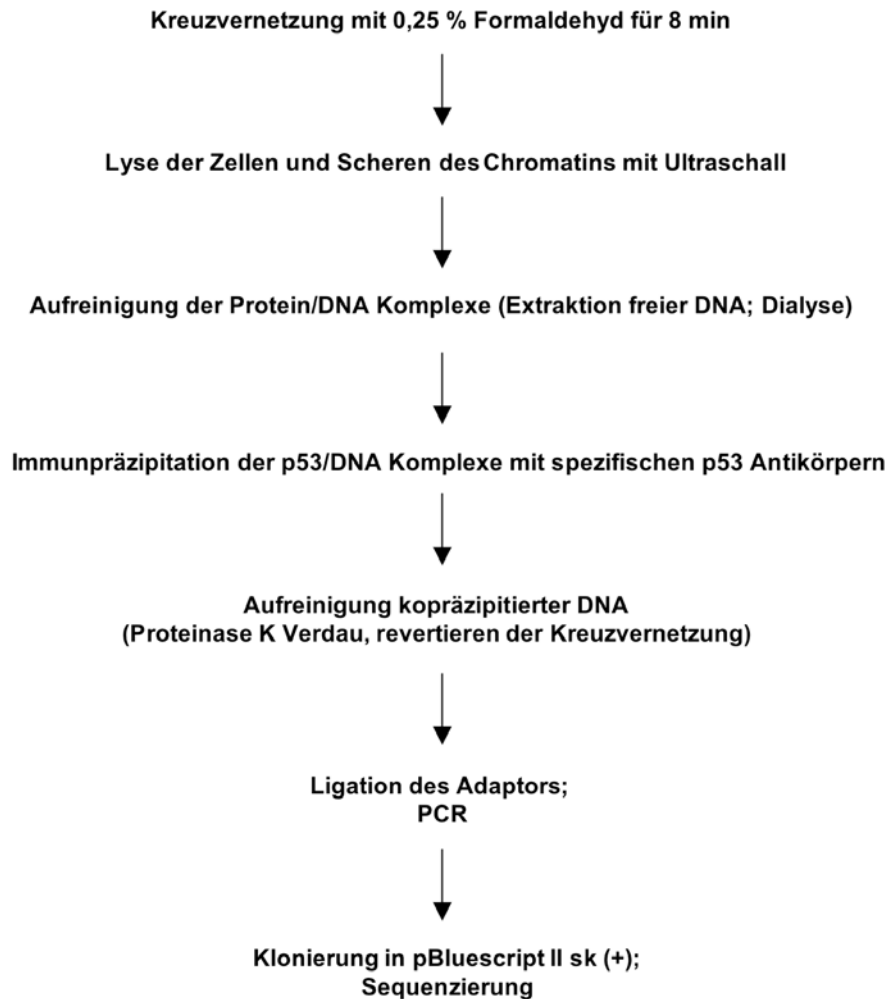 Kreuzvernetzung mit 0,25 % Formaldehyd für 8 min
Lyse der Zellen und Scheren des Chromatins mit Ultraschall
Aufreinigung der Protein/DNA Komplexe (Extraktion freier DNA; Dialyse)
Immunpräzipitation der p53/DNA Komplexe mit spezifischen p53 Antikörpern
Aufreinigung kopräzipitierter DNA
(Proteinase K Verdau, revertieren der Kreuzvernetzung)
Ligation des Adaptors;
PCR
Klonierung in pBluescript II sk (+);
Sequenzierung